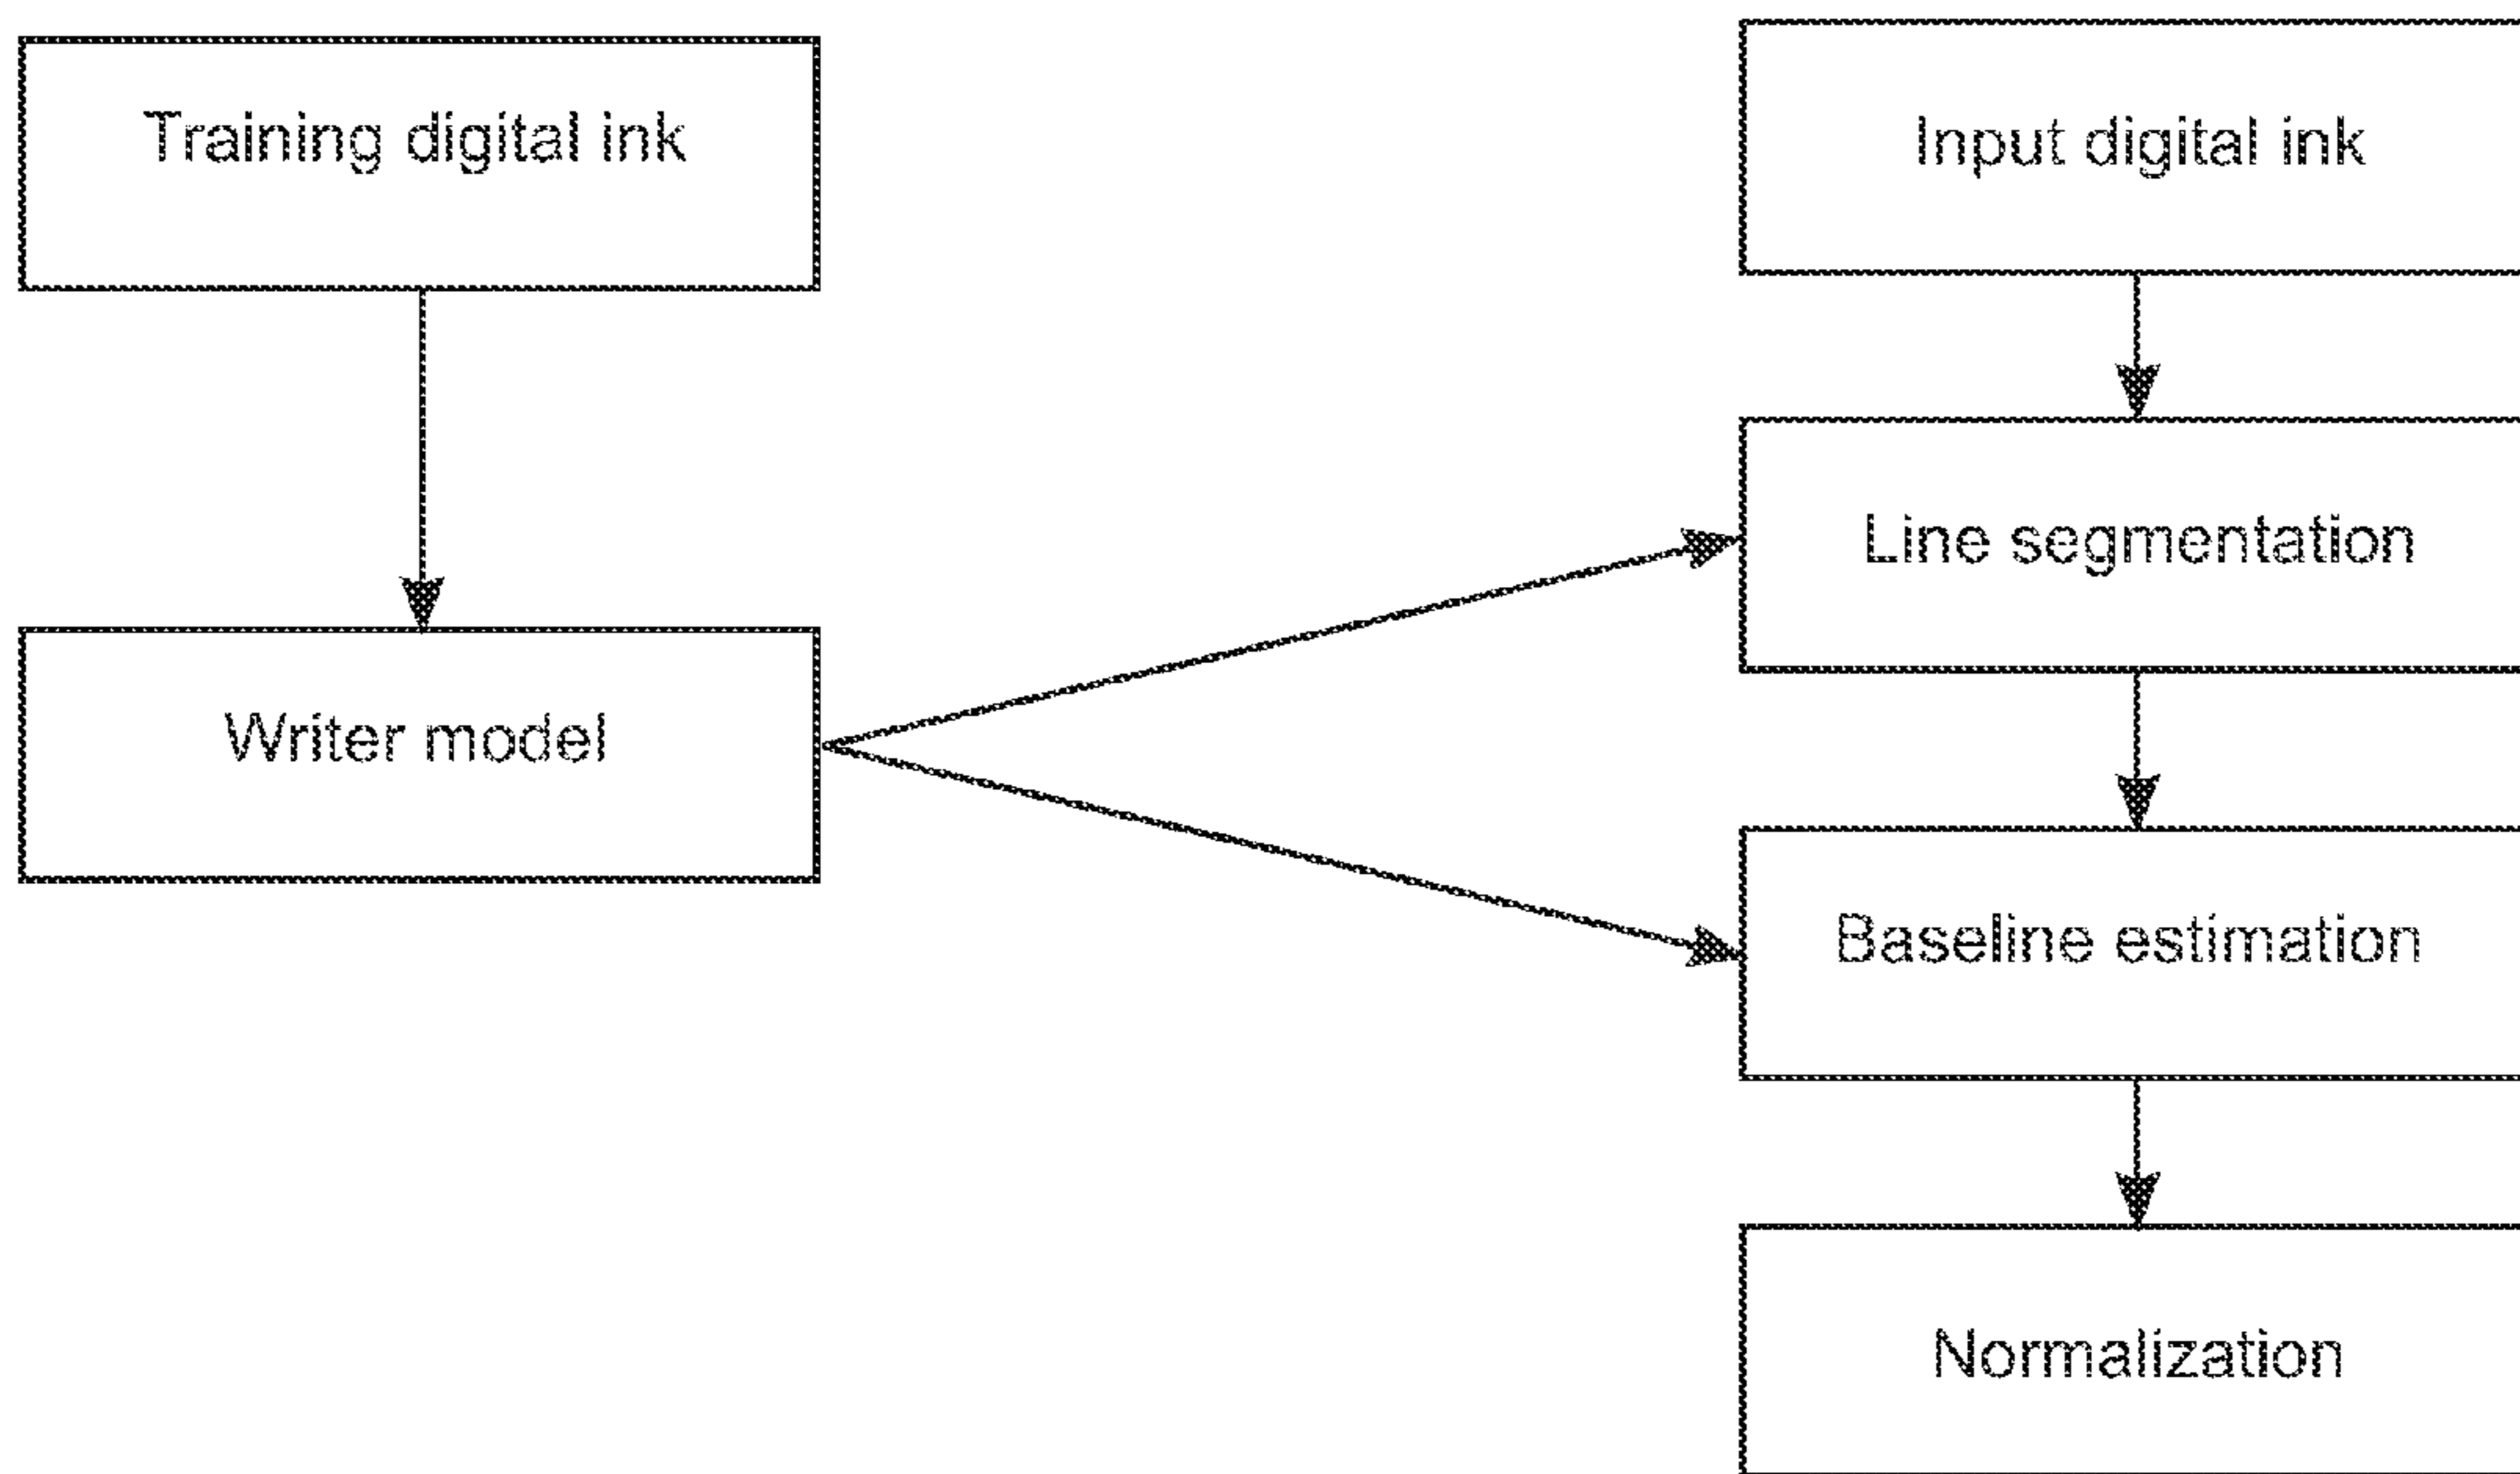 Training digital ink
Input digital ink
Line segmentation
Writer model
Baseline estimation
Normalization